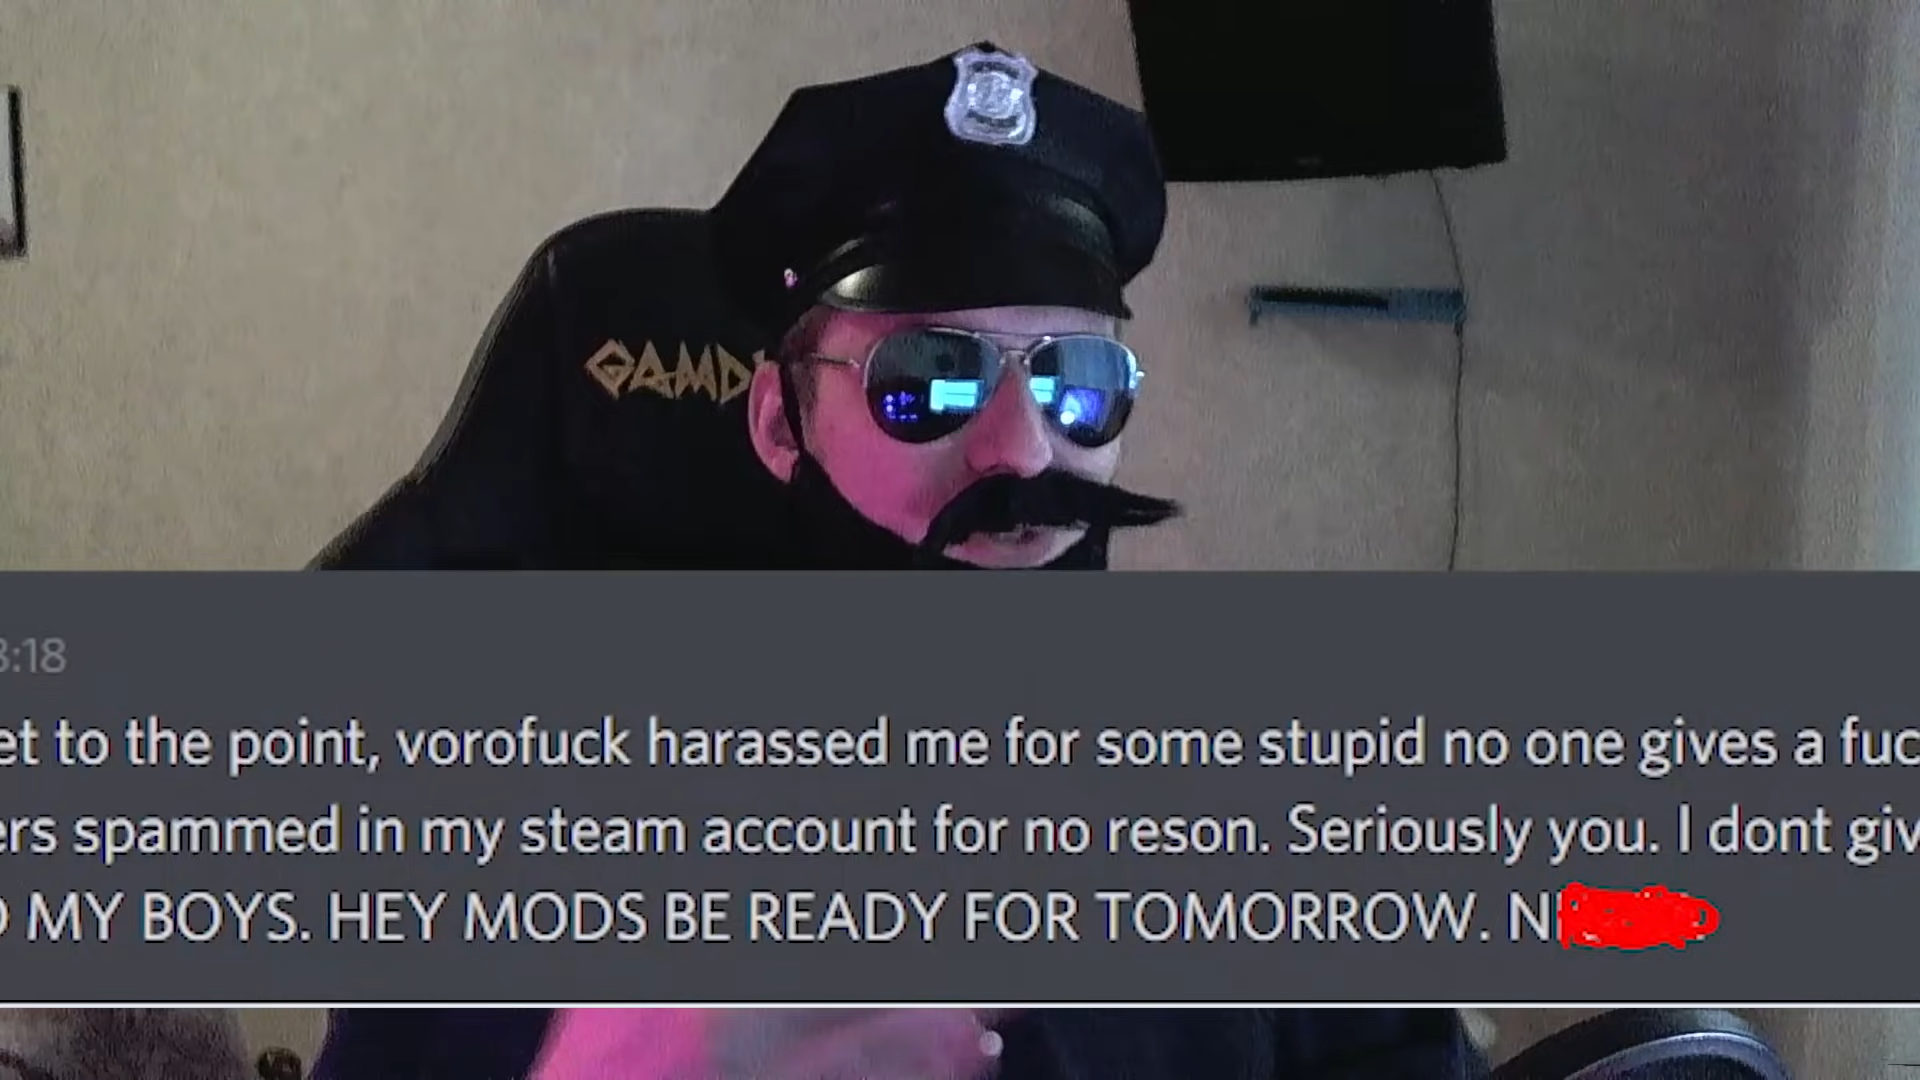 GAMD
3:18
et to the point, vorofuck harassed me for some stupid no one gives a fuc
ers spammed in my steam account for no reson. Seriously you. I dont giv
MY BOYS. HEY MODS BE READY FOR TOMORROW.